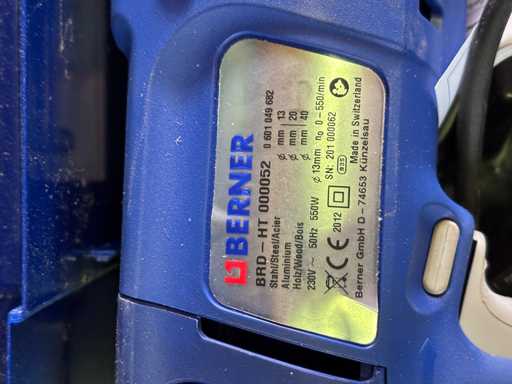 BERNER
BRD-HT 000052 0 601 049 682
Stahl/Steel/Acier ⌀ mm 13
Aluminium ⌀ mm 20
Holz/Wood/Bois ⌀ mm 40
230V ~ 50Hz 550W ⌀ 13mm n₀ 0-550/min
CE 2012 SN: 201 000062
835 Made in Switzerland
Berner GmbH D-74653 Künzelsau